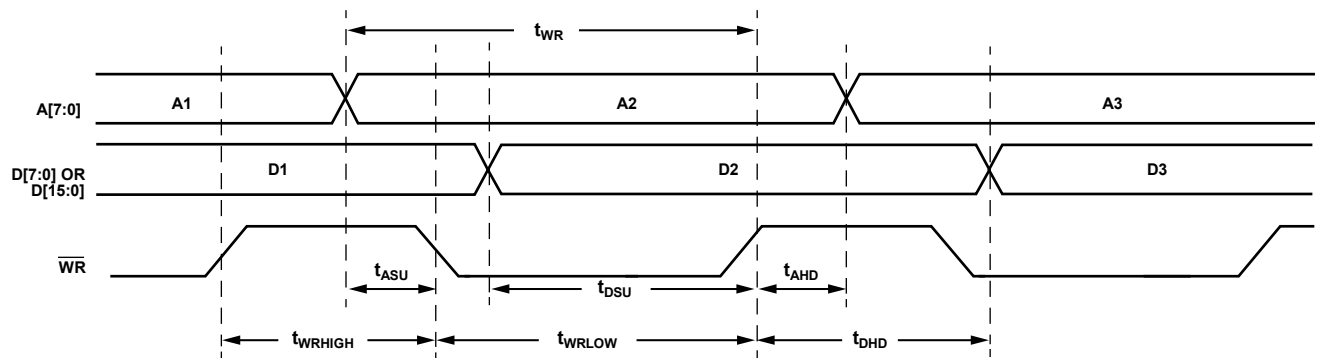 tWR
A[7:0]
A1
A2
A3
D[7:0] OR
D[15:0]
D1
D2
D3
WR
tASU
tDSU
tAHD
tWRHIGH
tWRLOW
tDHD